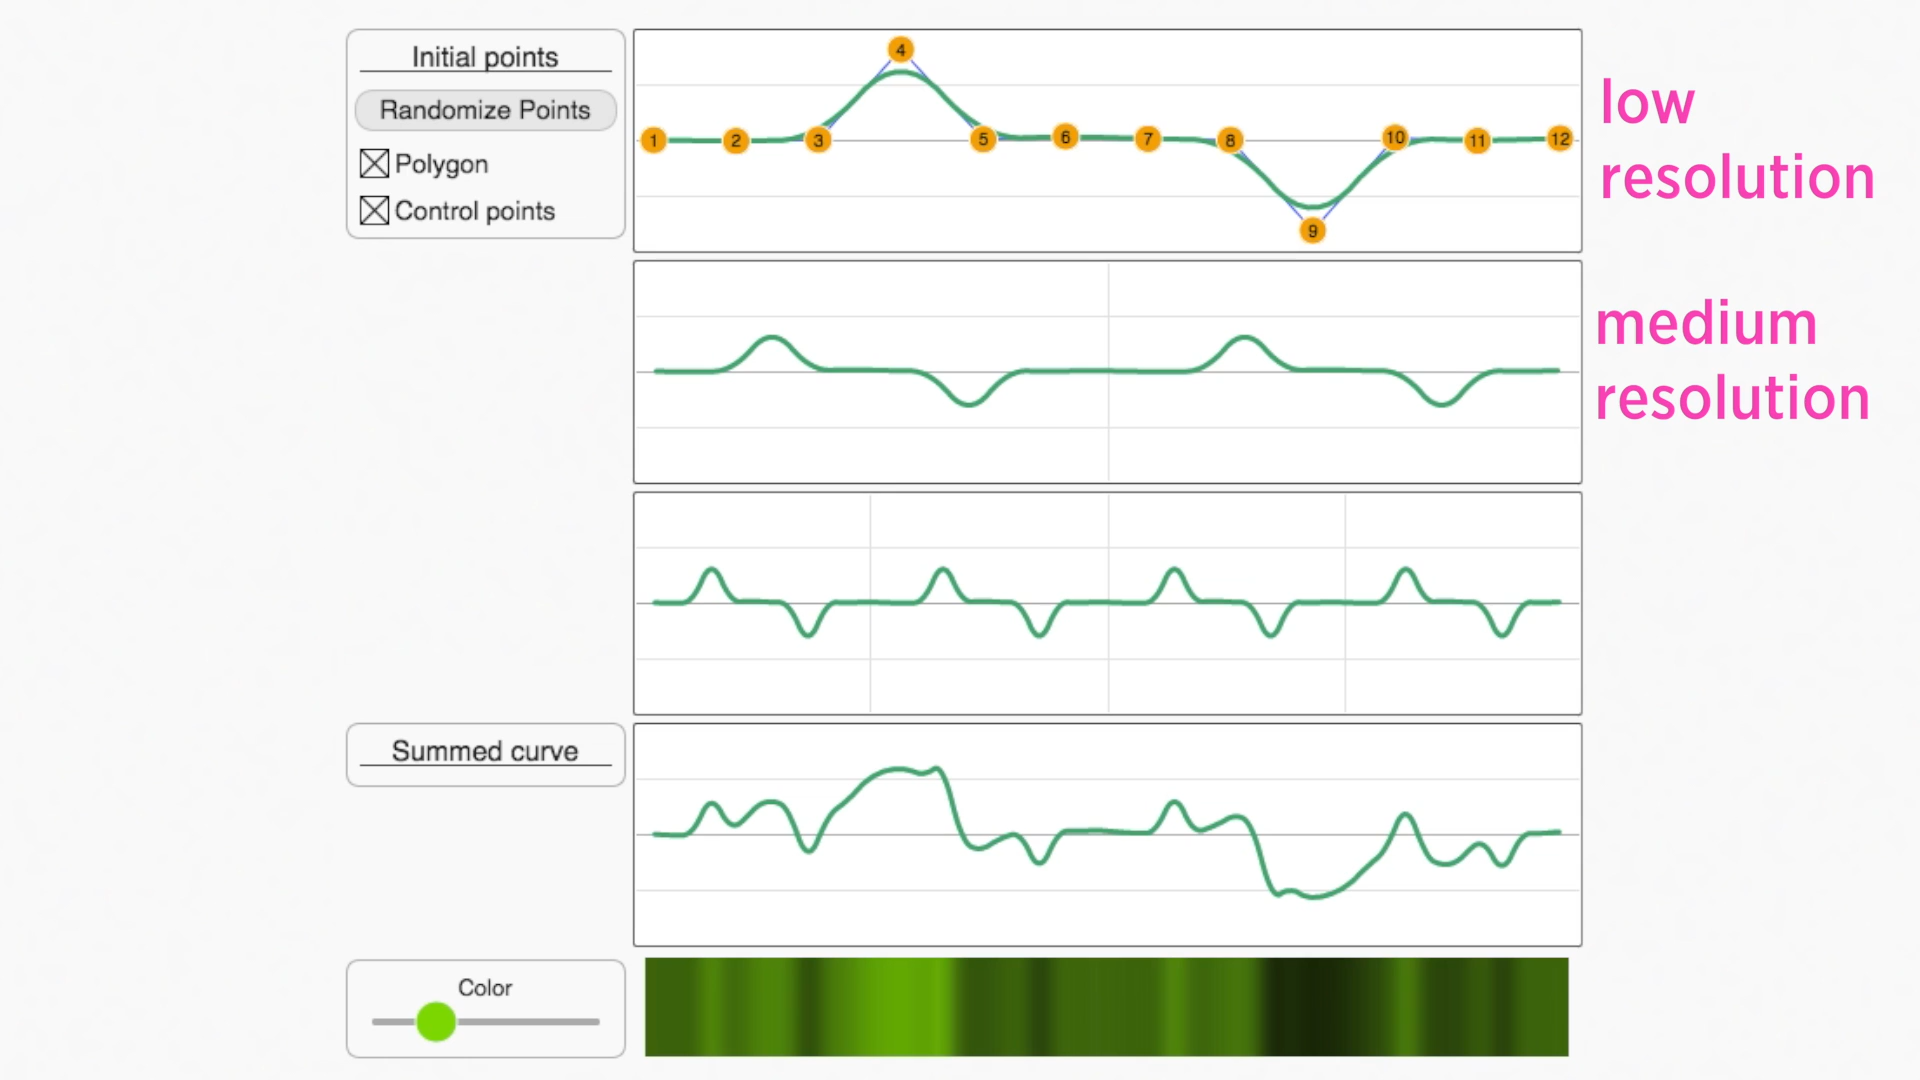 Initial points
Randomize Points
Polygon
Control points
1 2 3 4 5 6 7 8 9 10 11 12
low
resolution
medium
resolution
Summed curve
Color